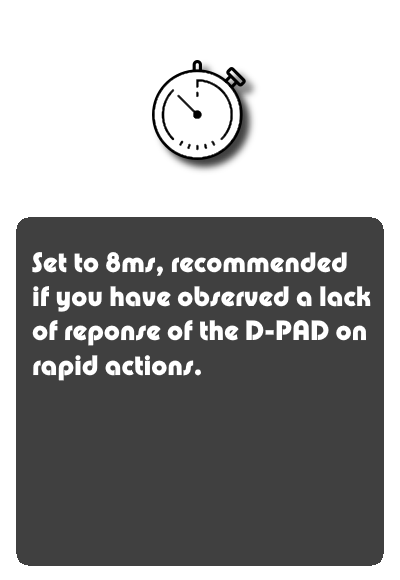 Set to 8ms, recommended
if you have observed a lack
of reponse of the D-PAD on
rapid actions.